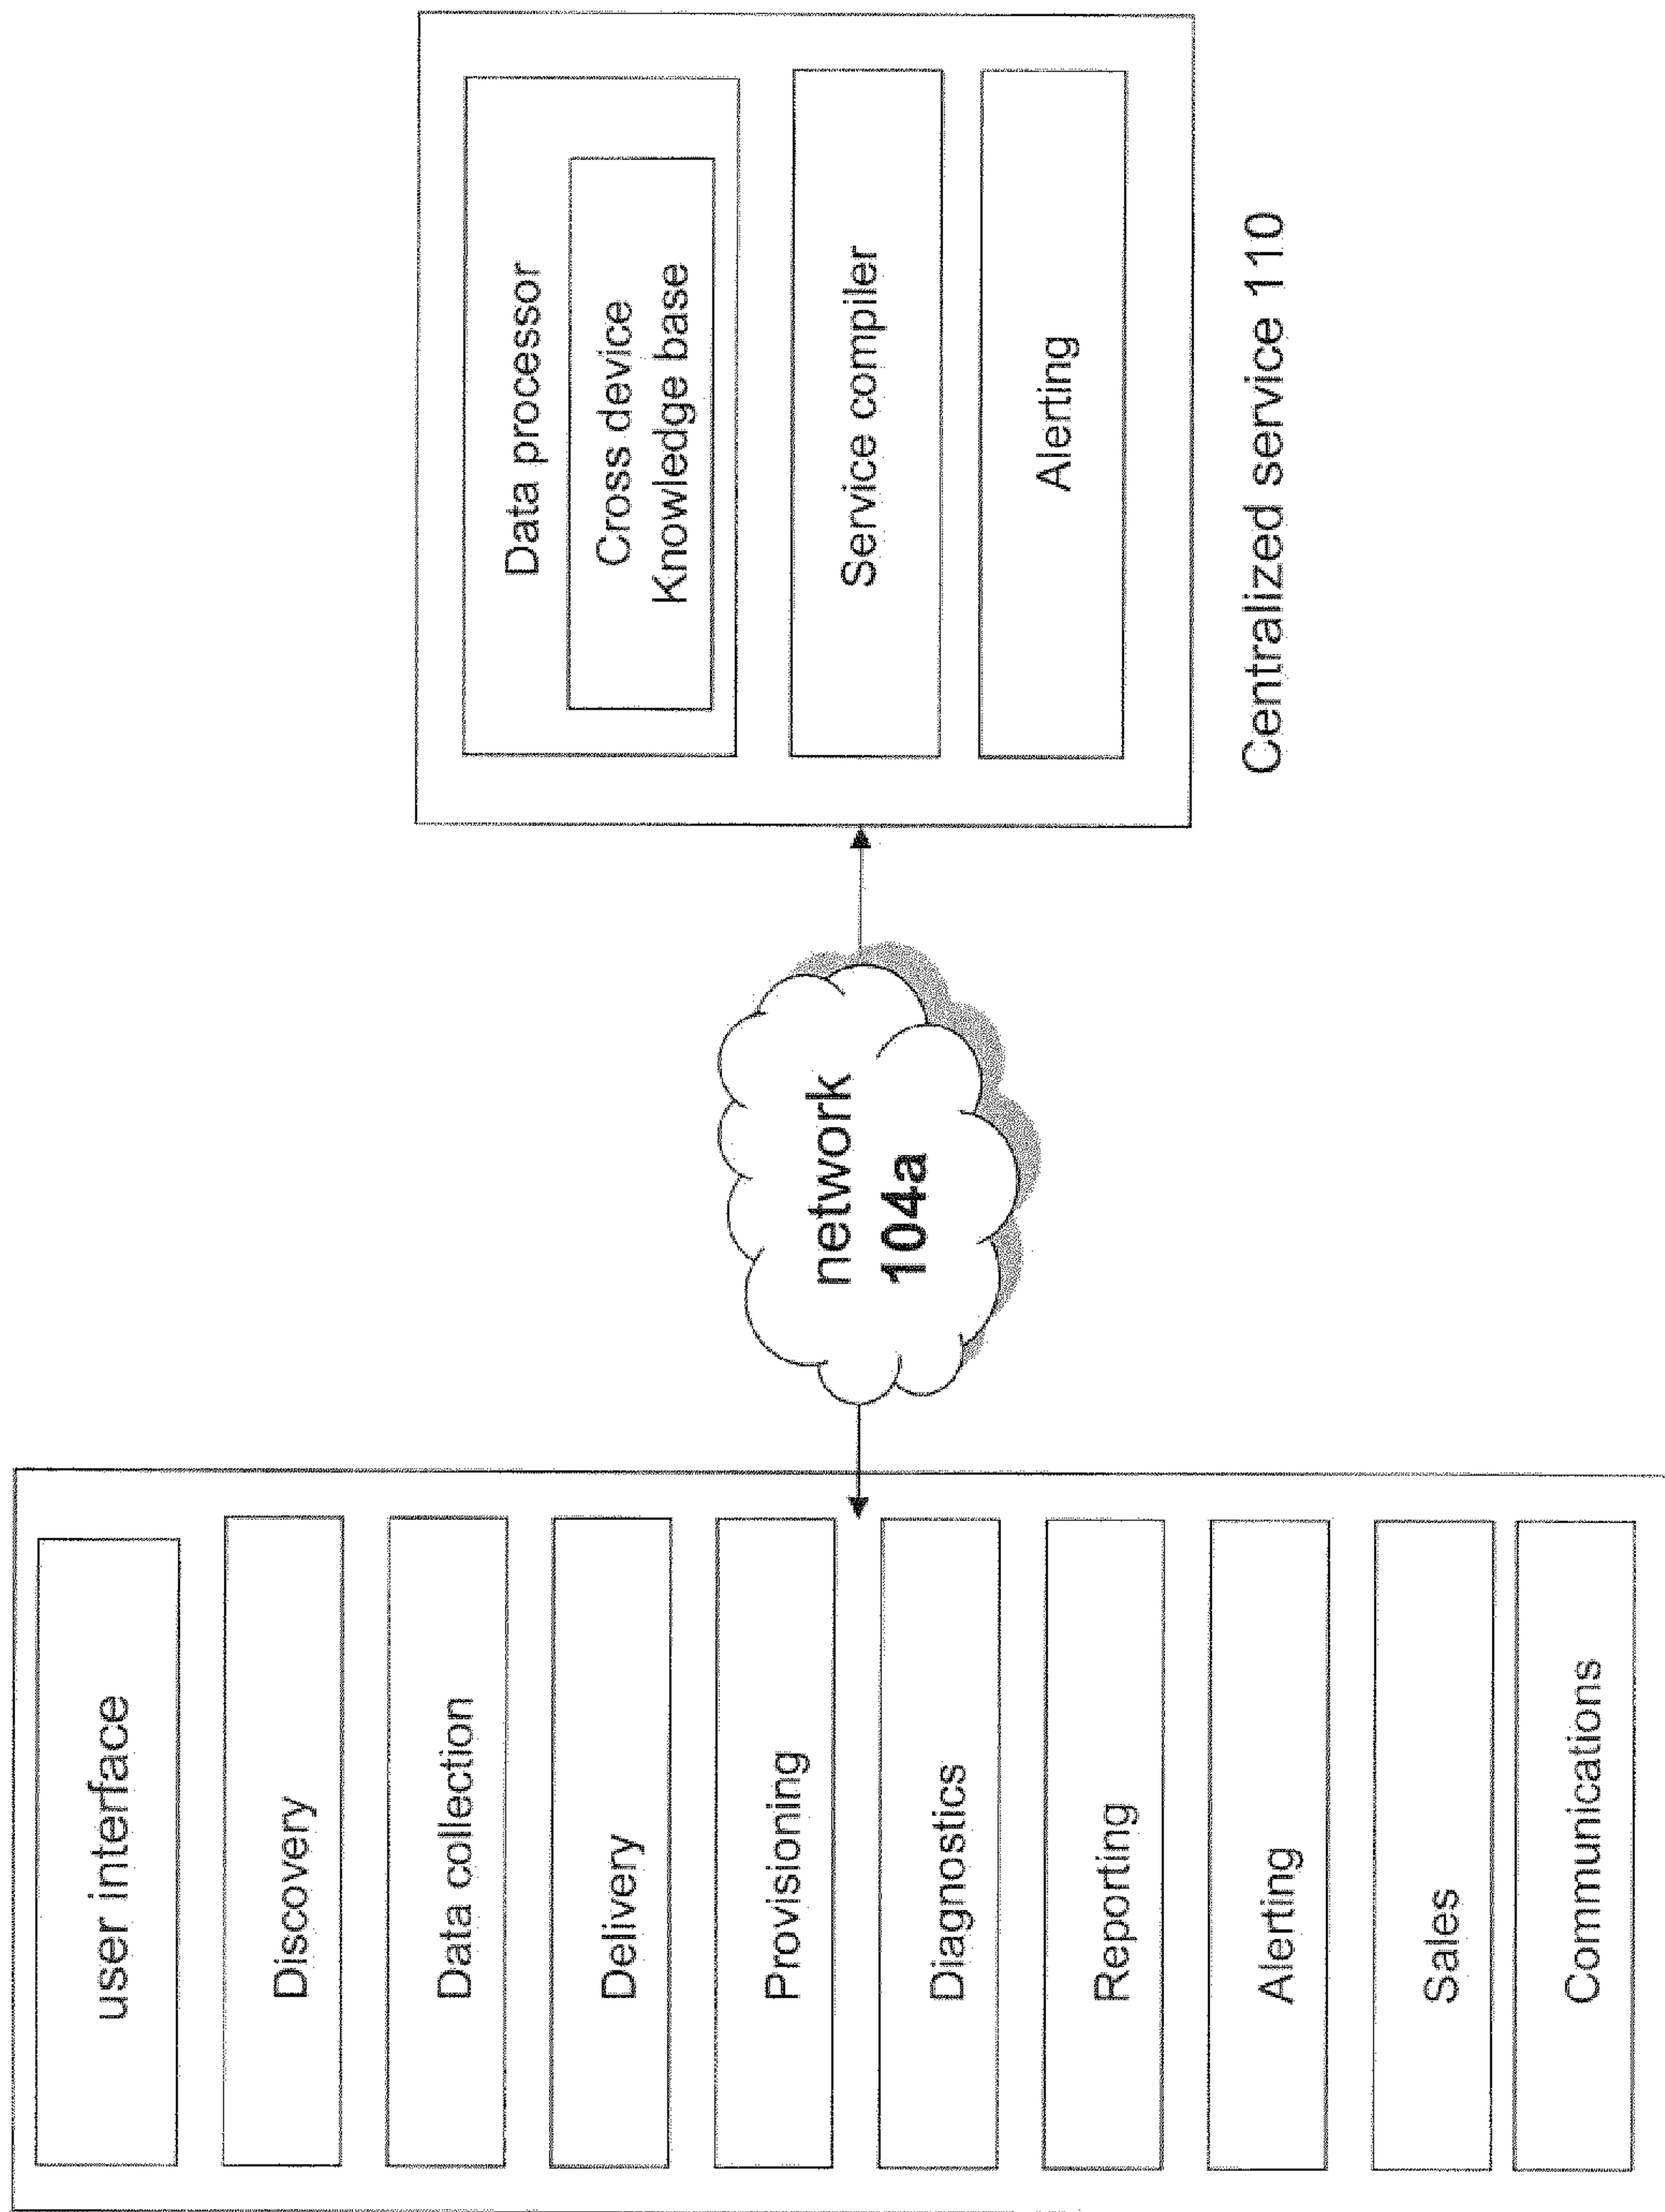 user interface
Discovery
Data collection
Delivery
Provisioning
Diagnostics
Reporting
Alerting
Sales
Communications
network
104a
Data processor
Cross device
Knowledge base
Service compiler
Alerting
Centralized service 110